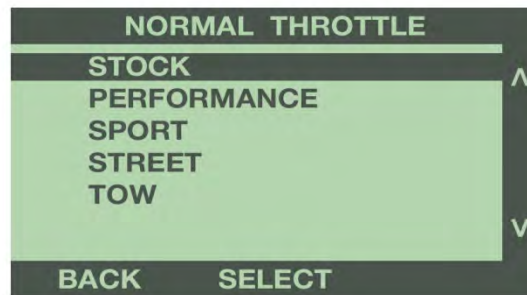 NORMAL THROTTLE
STOCK
PERFORMANCE
SPORT
STREET
TOW
BACK SELECT